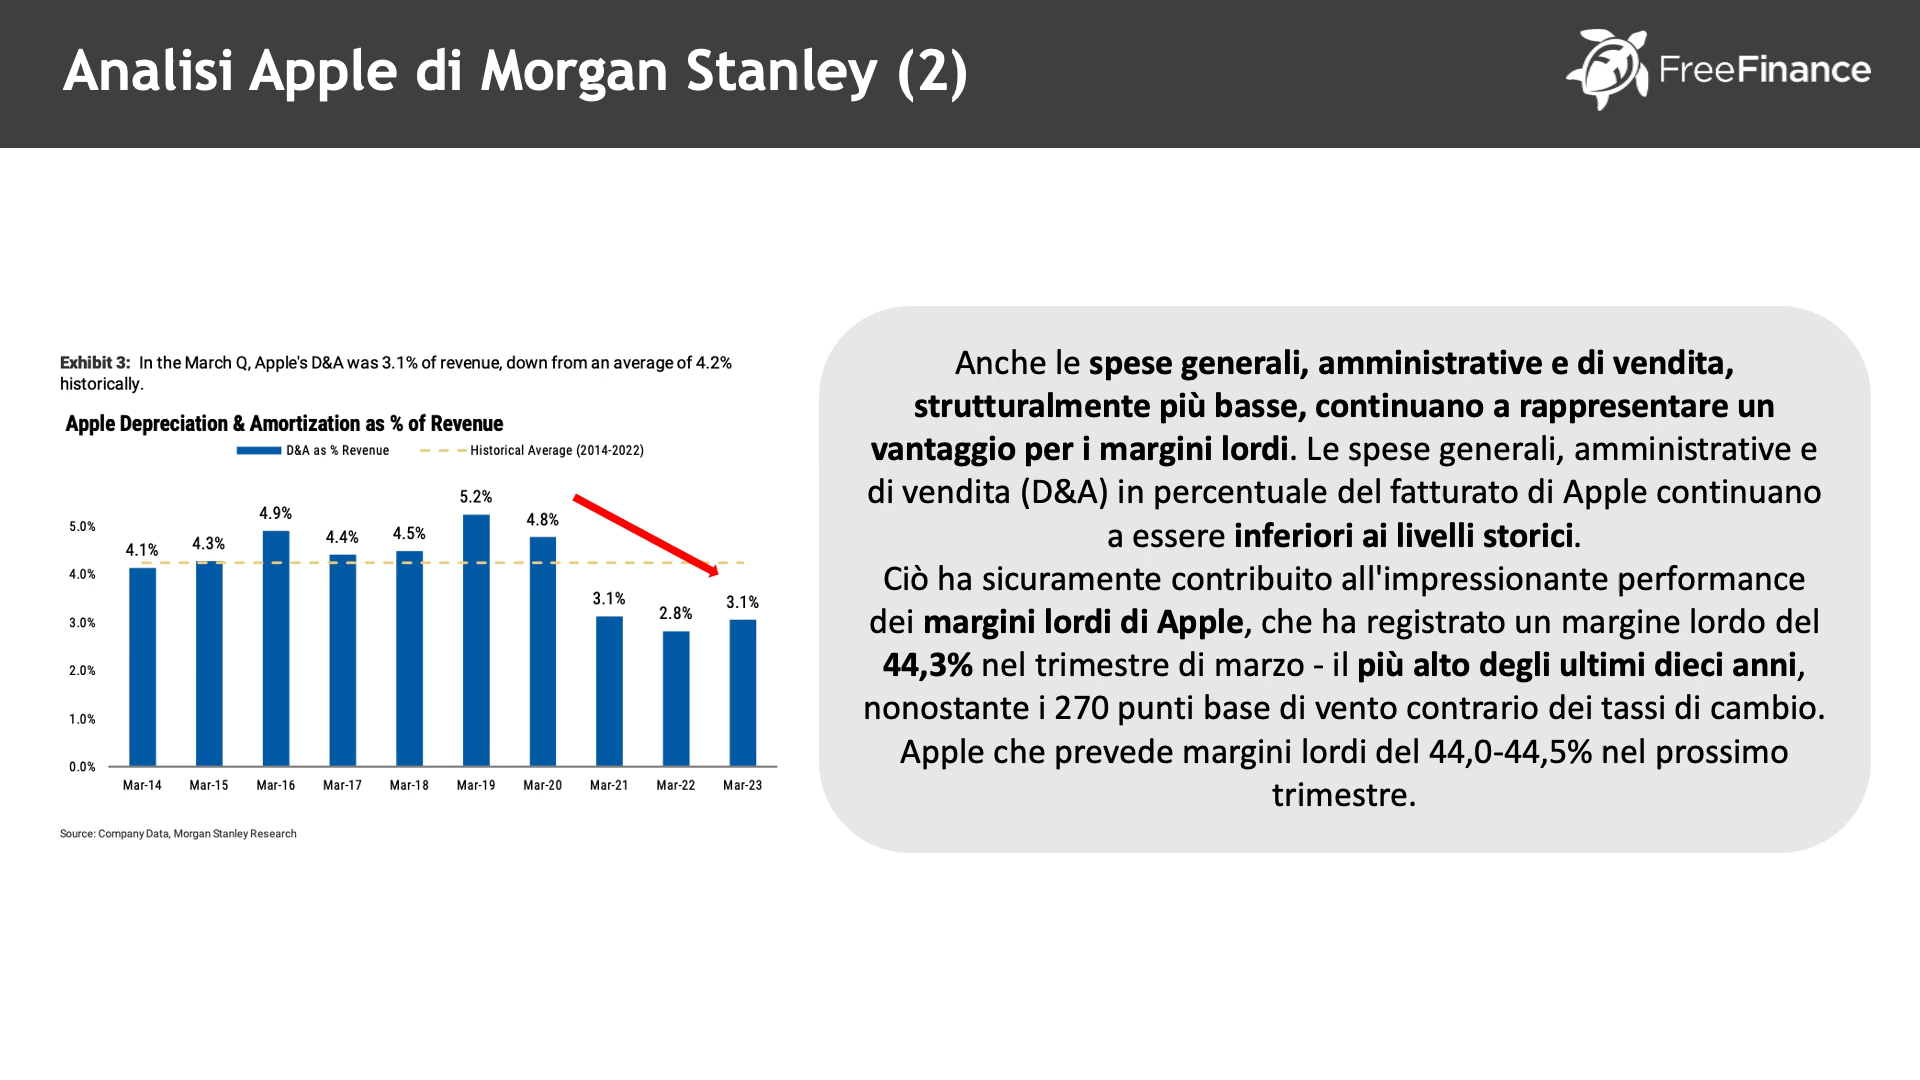 Analisi Apple di Morgan Stanley (2)
FreeFinance
Exhibit 3: In the March Q, Apple's D&A was 3.1% of revenue, down from an average of 4.2%
historically.
Apple Depreciation & Amortization as % of Revenue
D&A as % Revenue
Historical Average (2014-2022)
5.0%
4.0%
3.0%
2.0%
1.0%
0.0%
4.1%
4.3%
4.9%
4.4%
4.5%
5.2%
4.8%
3.1%
2.8%
3.1%
Mar-14
Mar-15
Mar-16
Mar-17
Mar-18
Mar-19
Mar-20
Mar-21
Mar-22
Mar-23
Source: Company Data, Morgan Stanley Research
Anche le spese generali, amministrative e di vendita,
strutturalmente più basse, continuano a rappresentare un
vantaggio per i margini lordi. Le spese generali, amministrative e
di vendita (D&A) in percentuale del fatturato di Apple continuano
a essere inferiori ai livelli storici.
Ciò ha sicuramente contribuito all'impressionante performance
dei margini lordi di Apple, che ha registrato un margine lordo del
44,3% nel trimestre di marzo - il più alto degli ultimi dieci anni,
nonostante i 270 punti base di vento contrario dei tassi di cambio.
Apple che prevede margini lordi del 44,0-44,5% nel prossimo
trimestre.